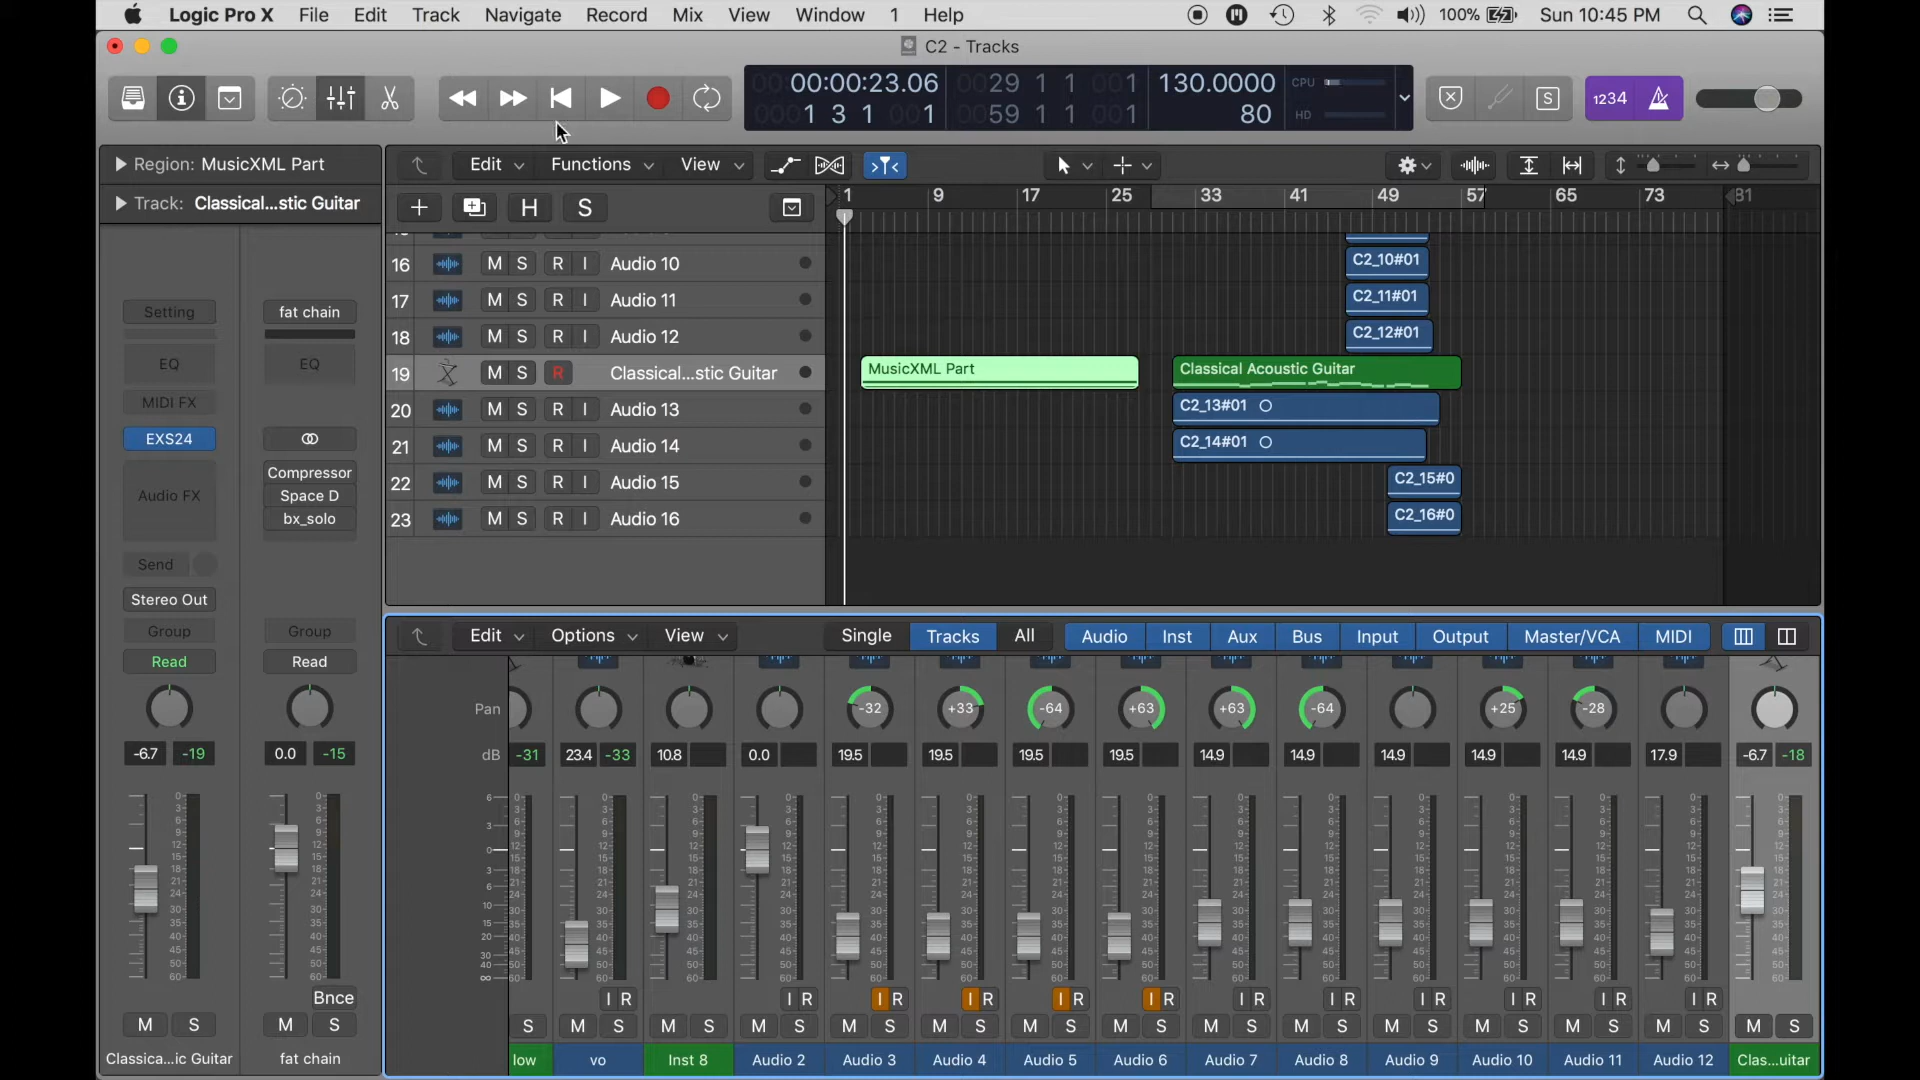 Logic Pro X File Edit Track Navigate Record Mix View Window 1 Help 100% Sun 10:45 PM
C2 - Tracks
00:00:23.06 0029 1 1 001 130.0000 CPU
0001 3 1 001 0059 1 1 001 80 HD
S 1234
Region: MusicXML Part
Edit Functions View
Track: Classical...stic Guitar
H S
1 9 17 25 33 41 49 57 65 73 81
16 M S R I Audio 10 C2_10#01
17 M S R I Audio 11 C2_11#01
18 M S R I Audio 12 C2_12#01
19 M S R Classical...stic Guitar MusicXML Part Classical Acoustic Guitar
20 M S R I Audio 13 C2_13#01
21 M S R I Audio 14 C2_14#01
22 M S R I Audio 15 C2_15#0
23 M S R I Audio 16 C2_16#0
Setting fat chain
EQ EQ
MIDI FX
EXS24
Compressor
Audio FX Space D
bx_solo
Send
Stereo Out
Group Group
Read Read
-6.7 -19 0.0 -15
Bnce
M S M S
Classica...ic Guitar fat chain
Edit Options View Single Tracks All Audio Inst Aux Bus Input Output Master/VCA MIDI
Pan -32 +33 -64 +63 +63 -64 +25 -28
dB -31 23.4 -33 10.8 0.0 19.5 19.5 19.5 19.5 14.9 14.9 14.9 14.9 14.9 17.9 -6.7 -18
I R I R I R I R I R I R I R I R I R I R I R I R
S M S M S M S M S M S M S M S M S M S M S M S M S M S M S
low vo Inst 8 Audio 2 Audio 3 Audio 4 Audio 5 Audio 6 Audio 7 Audio 8 Audio 9 Audio 10 Audio 11 Audio 12 Clas...uitar